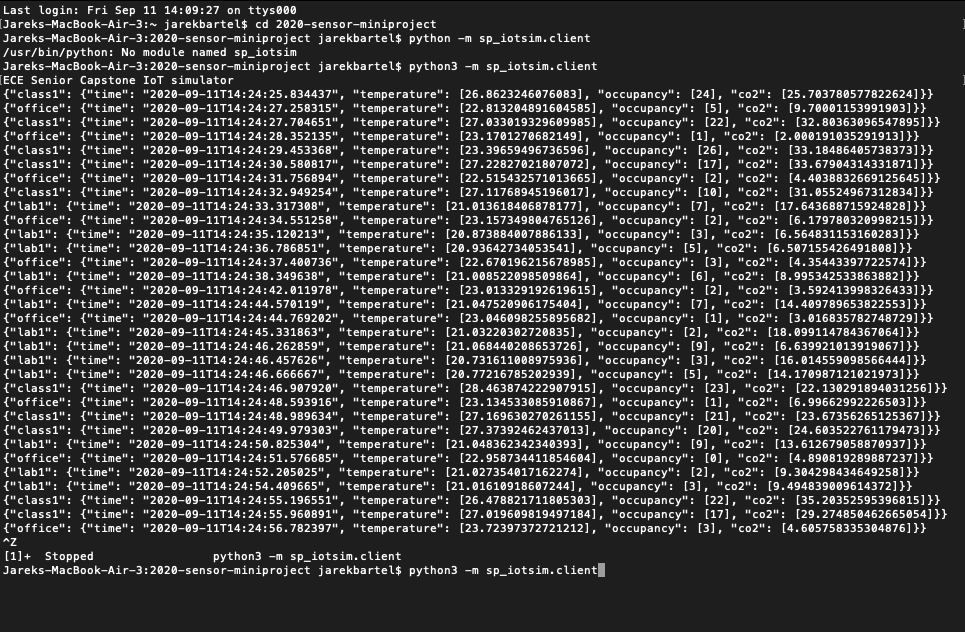 Last login: Fri Sep 11 14:09:27 on ttys000
[Jareks-MacBook-Air-3:~ jarekbartel$ cd 2020-sensor-miniproject
Jareks-MacBook-Air-3:2020-sensor-miniproject jarekbartel$ python -m sp_iotsim.client
/usr/bin/python: No module named sp_iotsim
Jareks-MacBook-Air-3:2020-sensor-miniproject jarekbartel$ python3 -m sp_iotsim.client
[ECE Senior Capstone IoT simulator
{"class1": {"time": "2020-09-11T14:24:25.834437", "temperature": [26.8623246076083], "occupancy": [24], "co2": [25.703780577822624]}}
{"office": {"time": "2020-09-11T14:24:27.258315", "temperature": [22.813204891604585], "occupancy": [5], "co2": [9.70001153991903]}}
{"class1": {"time": "2020-09-11T14:24:27.704651", "temperature": [27.033019329609985], "occupancy": [22], "co2": [32.80363096547895]}}
{"office": {"time": "2020-09-11T14:24:28.352135", "temperature": [23.17012706821​49], "occupancy": [1], "co2": [2.000191035291913]}}
{"class1": {"time": "2020-09-11T14:24:29.453368", "temperature": [23.39659496736596], "occupancy": [26], "co2": [33.18486405738373]}}
{"class1": {"time": "2020-09-11T14:24:30.580817", "temperature": [27.22827021807072], "occupancy": [17], "co2": [33.67904314331871]}}
{"office": {"time": "2020-09-11T14:24:31.756894", "temperature": [22.515432571013665], "occupancy": [2], "co2": [4.4038832669125645]}}
{"class1": {"time": "2020-09-11T14:24:32.949254", "temperature": [27.11768945196017], "occupancy": [10], "co2": [31.05524967312834]}}
{"lab1": {"time": "2020-09-11T14:24:33.317308", "temperature": [21.013618406878177], "occupancy": [7], "co2": [17.643688715924828]}}
{"office": {"time": "2020-09-11T14:24:34.551258", "temperature": [23.157349804765126], "occupancy": [2], "co2": [6.179780320998215]}}
{"lab1": {"time": "2020-09-11T14:24:35.120213", "temperature": [20.873884007886133], "occupancy": [3], "co2": [6.564831153160283]}}
{"lab1": {"time": "2020-09-11T14:24:36.786851", "temperature": [20.93642734053541], "occupancy": [5], "co2": [6.507155426491808]}}
{"office": {"time": "2020-09-11T14:24:37.400736", "temperature": [22.670196215678985], "occupancy": [3], "co2": [4.35443397722574]}}
{"lab1": {"time": "2020-09-11T14:24:38.349638", "temperature": [21.008522098509864], "occupancy": [6], "co2": [8.995342533863882]}}
{"office": {"time": "2020-09-11T14:24:42.011978", "temperature": [23.013329192619615], "occupancy": [2], "co2": [3.592413998326433]}}
{"lab1": {"time": "2020-09-11T14:24:44.570119", "temperature": [21.047520906175404], "occupancy": [7], "co2": [14.409789653822553]}}
{"office": {"time": "2020-09-11T14:24:44.769202", "temperature": [23.046098255895682], "occupancy": [1], "co2": [3.016835782748729]}}
{"lab1": {"time": "2020-09-11T14:24:45.331863", "temperature": [21.03220302720835], "occupancy": [2], "co2": [18.099114784367064]}}
{"lab1": {"time": "2020-09-11T14:24:46.262859", "temperature": [21.068440208653726], "occupancy": [9], "co2": [6.639921013919067]}}
{"lab1": {"time": "2020-09-11T14:24:46.457626", "temperature": [20.731611008975936], "occupancy": [3], "co2": [16.014559098566444]}}
{"lab1": {"time": "2020-09-11T14:24:46.666667", "temperature": [20.77216785202939], "occupancy": [5], "co2": [14.170987121021973]}}
{"class1": {"time": "2020-09-11T14:24:46.907920", "temperature": [28.463874222907915], "occupancy": [23], "co2": [22.130291894031256]}}
{"office": {"time": "2020-09-11T14:24:48.593916", "temperature": [23.134533085910867], "occupancy": [1], "co2": [6.99662992226503]}}
{"class1": {"time": "2020-09-11T14:24:48.989634", "temperature": [27.169630270261155], "occupancy": [21], "co2": [23.67356265125367]}}
{"class1": {"time": "2020-09-11T14:24:49.979303", "temperature": [27.37392462437013], "occupancy": [20], "co2": [24.603522761179473]}}
{"lab1": {"time": "2020-09-11T14:24:50.825304", "temperature": [21.048362342340393], "occupancy": [9], "co2": [13.612679058870937]}}
{"office": {"time": "2020-09-11T14:24:51.576685", "temperature": [22.958734411854604], "occupancy": [0], "co2": [4.890819289887237]}}
{"lab1": {"time": "2020-09-11T14:24:52.205025", "temperature": [21.027354017162274], "occupancy": [2], "co2": [9.304298434649258]}}
{"lab1": {"time": "2020-09-11T14:24:54.409665", "temperature": [21.01610918607244], "occupancy": [3], "co2": [9.494839009614372]}}
{"class1": {"time": "2020-09-11T14:24:55.196551", "temperature": [26.478821711805303], "occupancy": [22], "co2": [35.20352595396815]}}
{"class1": {"time": "2020-09-11T14:24:55.960891", "temperature": [27.019609819497184], "occupancy": [17], "co2": [29.274850462665054]}}
{"office": {"time": "2020-09-11T14:24:56.782397", "temperature": [23.72397372721212], "occupancy": [3], "co2": [4.605758335304876]}}
^Z
[1]+  Stopped                 python3 -m sp_iotsim.client
Jareks-MacBook-Air-3:2020-sensor-miniproject jarekbartel$ python3 -m sp_iotsim.client